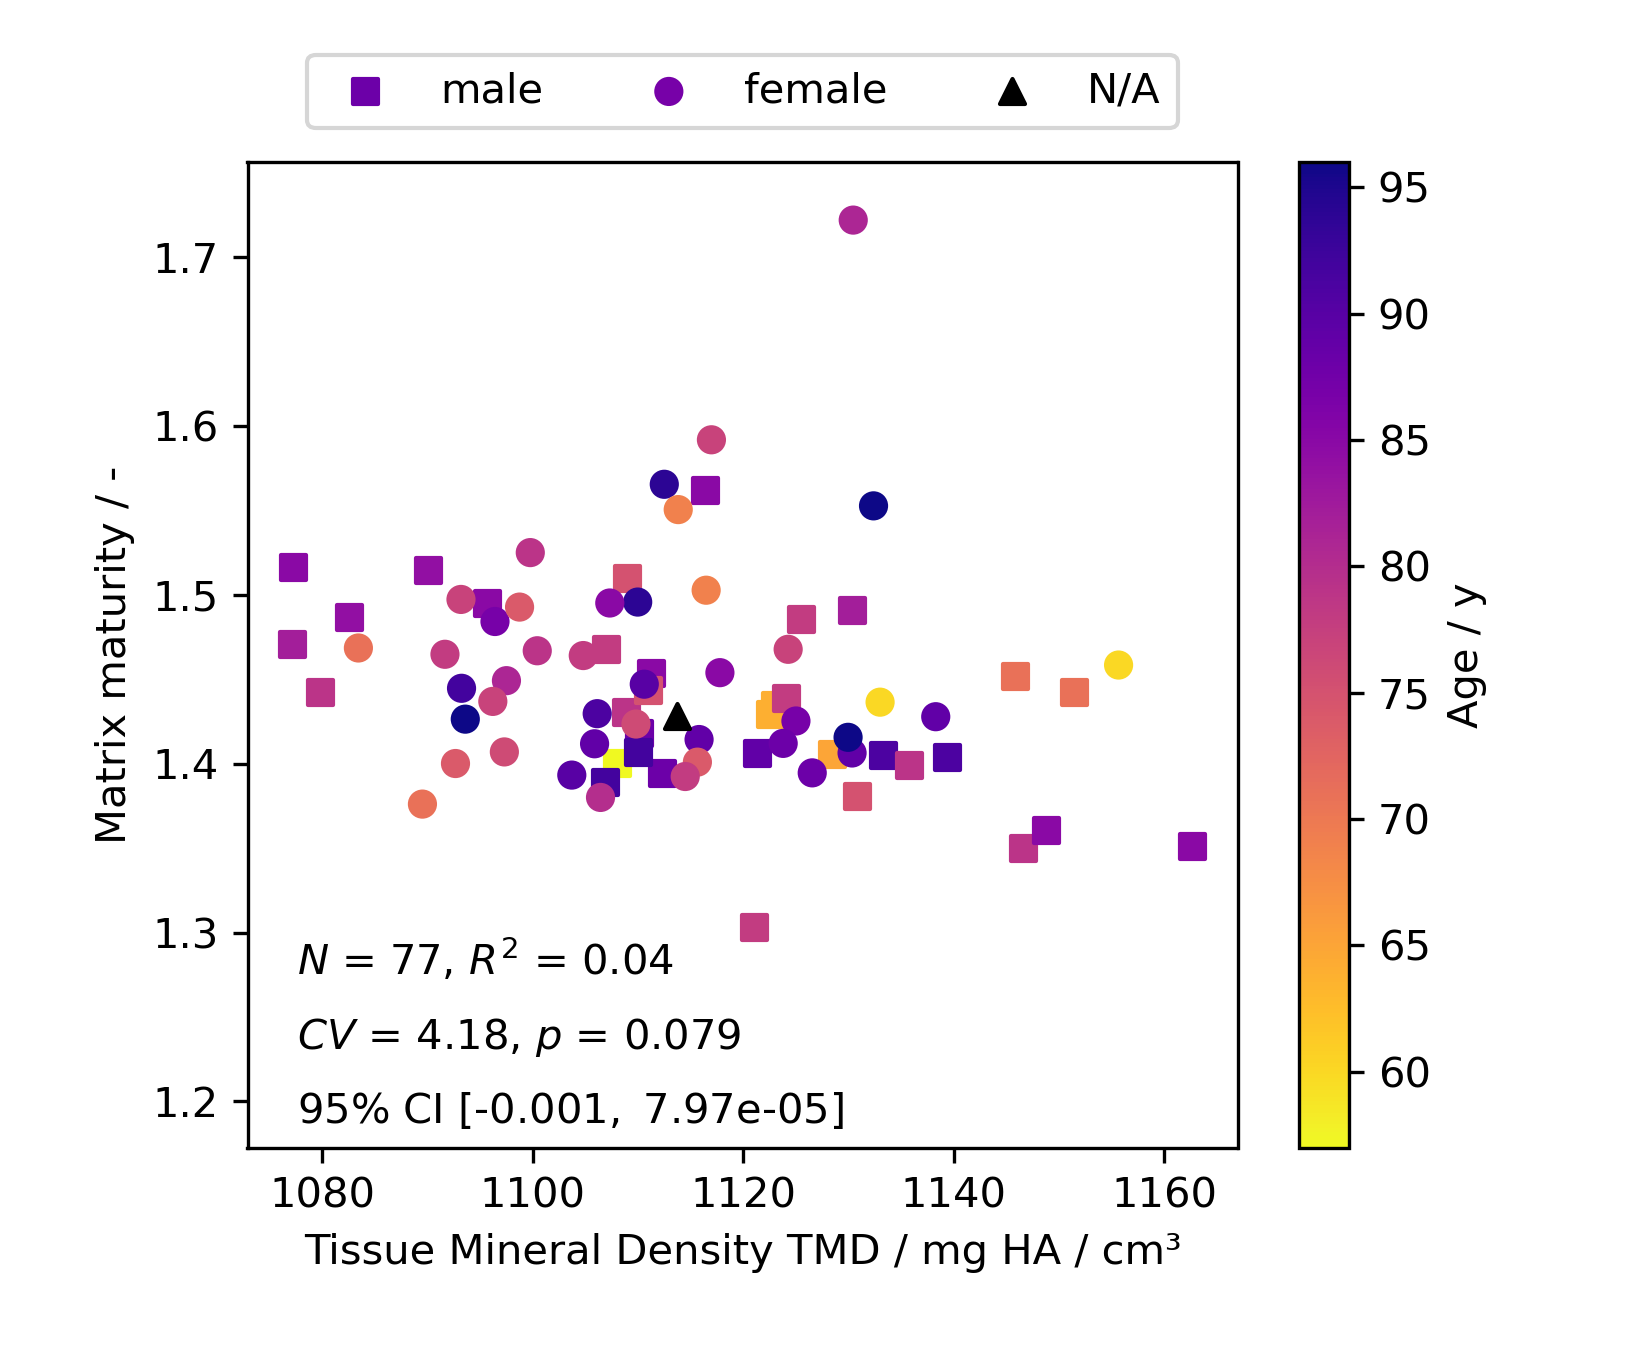 male female N/A
1.7
1.6
1.5
1.4
1.3
1.2
Matrix maturity / -
N = 77, R² = 0.04
CV = 4.18, p = 0.079
95% CI [-0.001, 7.97e-05]
1080 1100 1120 1140 1160
Tissue Mineral Density TMD / mg HA / cm³
95
90
85
80
75
70
65
60
Age / y